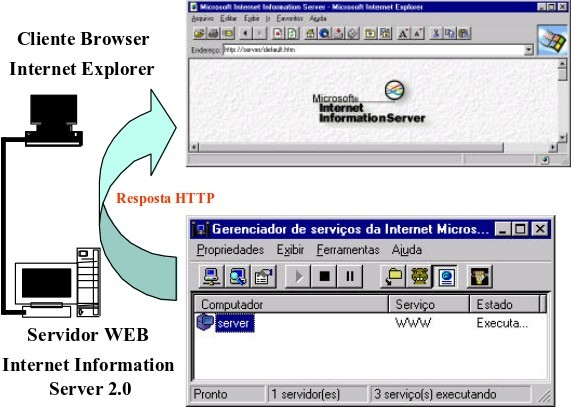 Cliente Browser
Internet Explorer
Microsoft Internet Information Server - Microsoft Internet Explorer
Arquivo Editar Exibir Ir Favoritos Ajuda
Endereço: http://server/default.htm
Microsoft®
Internet
Information Server
Resposta HTTP
Gerenciador de serviços da Internet Micros...
Propriedades Exibir Ferramentas Ajuda
Computador Serviço Estado
server WWW Executa...
Pronto 1 servidor(es) 3 serviço(s) executando
Servidor WEB
Internet Information
Server 2.0